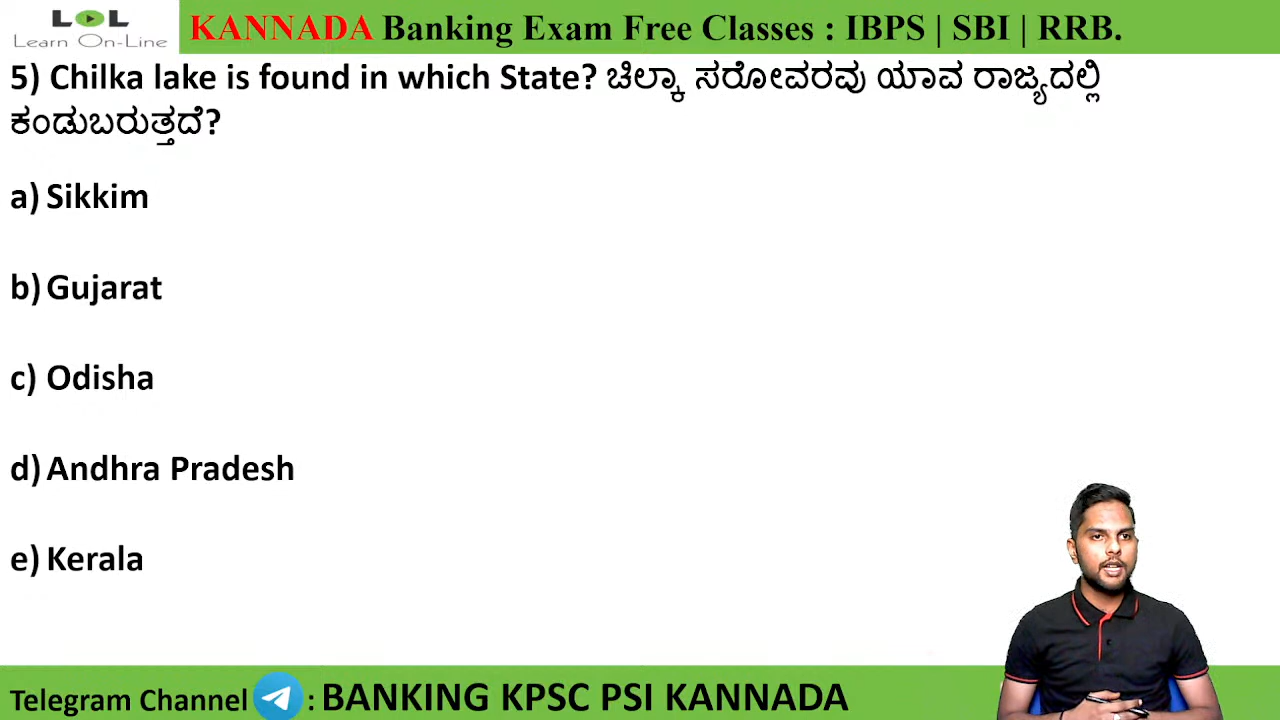 LOL
Learn On-Line
KANNADA Banking Exam Free Classes : IBPS | SBI | RRB.
5) Chilka lake is found in which State? ಚಿಲ್ಕಾ ಸರೋವರವು ಯಾವ ರಾಜ್ಯದಲ್ಲಿ
ಕಂಡುಬರುತ್ತದೆ?
a) Sikkim
b) Gujarat
c) Odisha
d) Andhra Pradesh
e) Kerala
Telegram Channel : BANKING KPSC PSI KANNADA